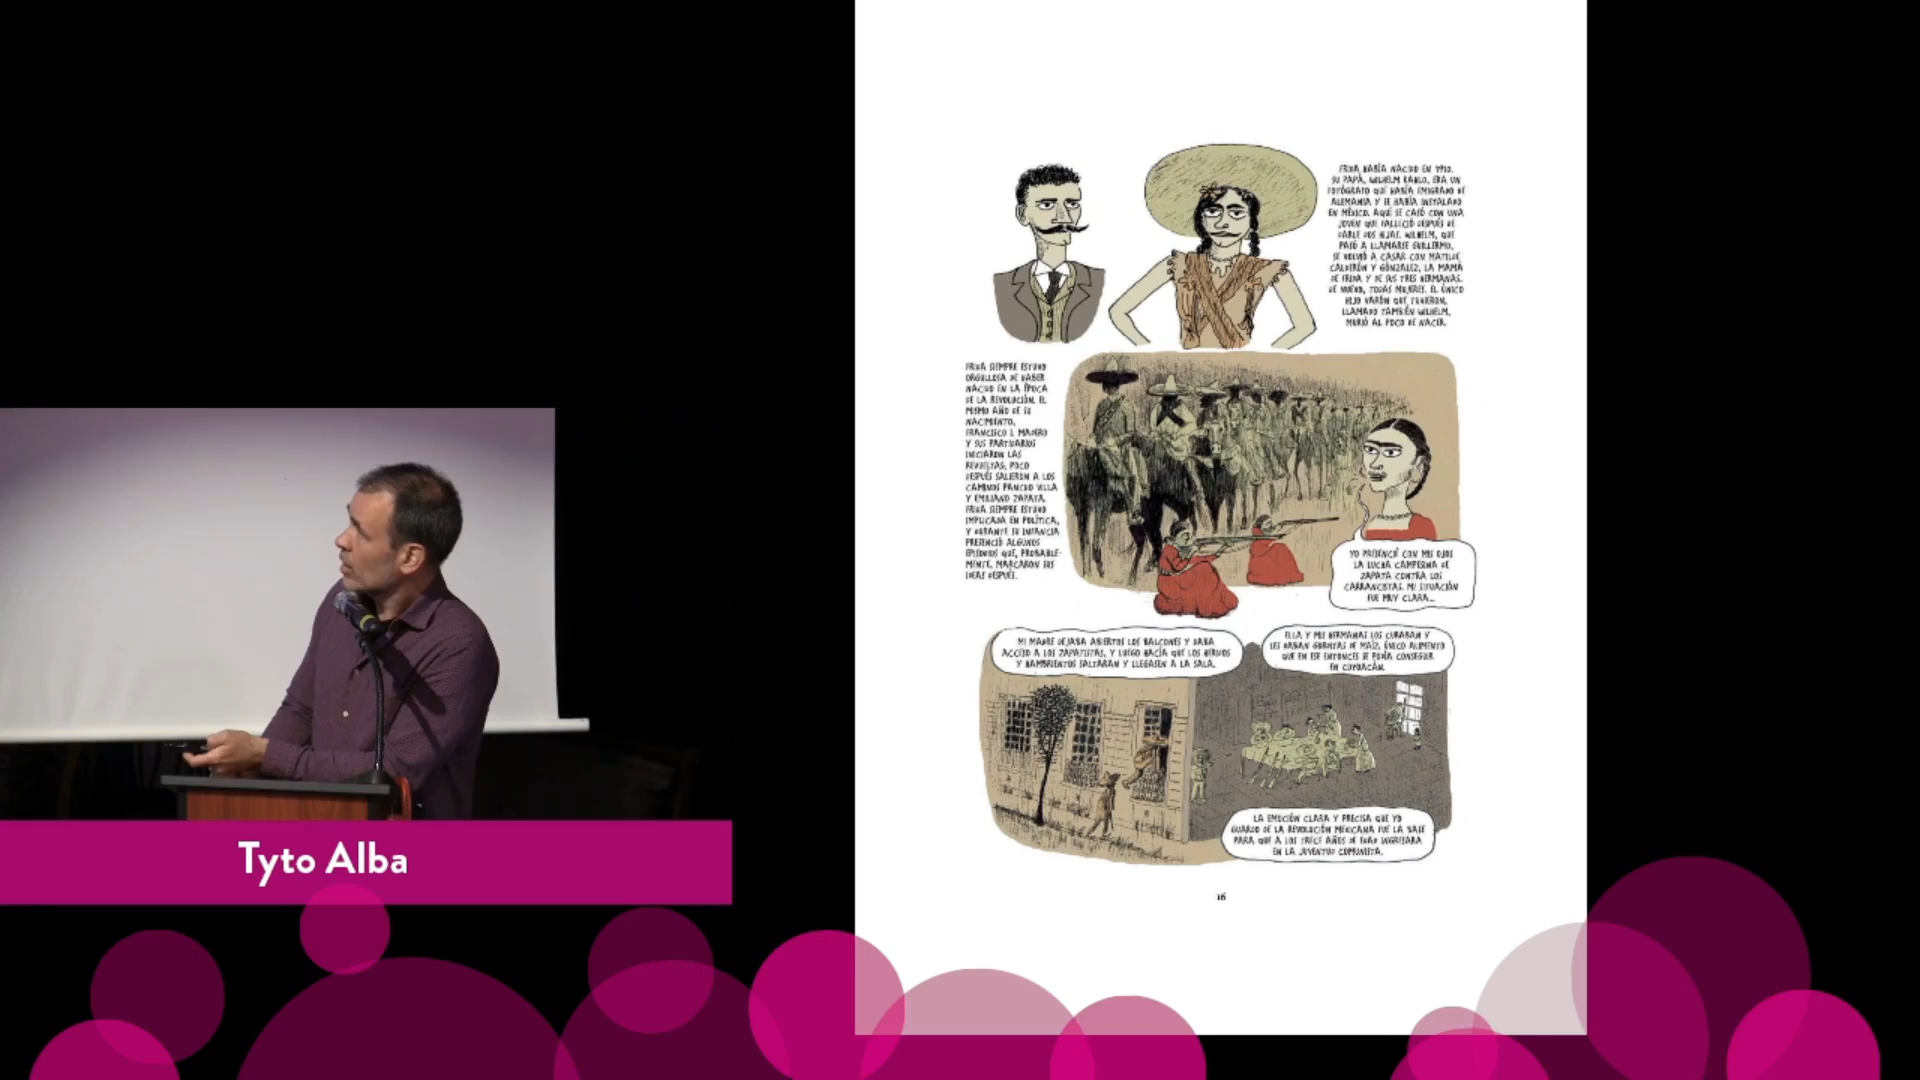 FRIDA HABÍA NACIDO EN 1910.
SU PAPÁ, WILHELM KAHLO, ERA UN
FOTÓGRAFO QUE HABÍA EMIGRADO DE
ALEMANIA Y SE HABÍA INSTALADO
EN MÉXICO. AQUÍ SE CASÓ CON UNA
JOVEN QUE FALLECIÓ DESPUÉS DE
DARLE DOS HIJAS. WILHELM, QUE
PASÓ A LLAMARSE GUILLERMO,
SE VOLVIÓ A CASAR CON MATILDE
CALDERÓN Y GÓNZALEZ, LA MAMÁ
DE FRIDA Y DE SUS TRES HERMANAS.
DE NUEVO, TODAS MUJERES. EL ÚNICO
HIJO VARÓN QUE TUVIERON,
LLAMADO TAMBIÉN WILHELM,
MURIÓ AL POCO DE NACER.
FRIDA SIEMPRE ESTUVO
ORGULLOSA DE HABER
NACIDO EN LA ÉPOCA
DE LA REVOLUCIÓN. EL
MISMO AÑO DE SU
NACIMIENTO,
FRANCISCO I. MADERO
Y SUS PARTIDARIOS
INICIARON LAS
REVUELTAS; POCO
DESPUÉS SALIERON A LOS
CAMINOS PANCHO VILLA
Y EMILIANO ZAPATA.
FRIDA SIEMPRE ESTUVO
IMPLICADA EN POLÍTICA,
Y DURANTE SU INFANCIA
PRESENCIÓ ALGUNOS
EPISODIOS QUE, PROBABLE-
MENTE, MARCARON SUS
IDEAS DESPUÉS.
YO PRESENCIÉ CON MIS OJOS
LA LUCHA CAMPESINA DE
ZAPATA CONTRA LOS
CARRANCISTAS. MI SITUACIÓN
FUE MUY CLARA...
MI MADRE DEJABA ABIERTOS LOS BALCONES Y DABA
ACCESO A LOS ZAPATISTAS, Y LUEGO HACÍA QUE LOS HERIDOS
Y HAMBRIENTOS SALTARAN Y LLEGASEN A LA SALA.
ELLA Y MIS HERMANAS LOS CURABAN Y
LES DABAN GORDITAS DE MAÍZ, ÚNICO ALIMENTO
QUE EN ESE ENTONCES SE PODÍA CONSEGUIR
EN COYOACÁN.
LA EMOCIÓN CLARA Y PRECISA QUE YO
GUARDO DE LA REVOLUCIÓN MEXICANA FUE LA BASE
PARA QUE A LOS TRECE AÑOS DE EDAD INGRESARA
EN LA JUVENTUD COMUNISTA.
16
Tyto Alba